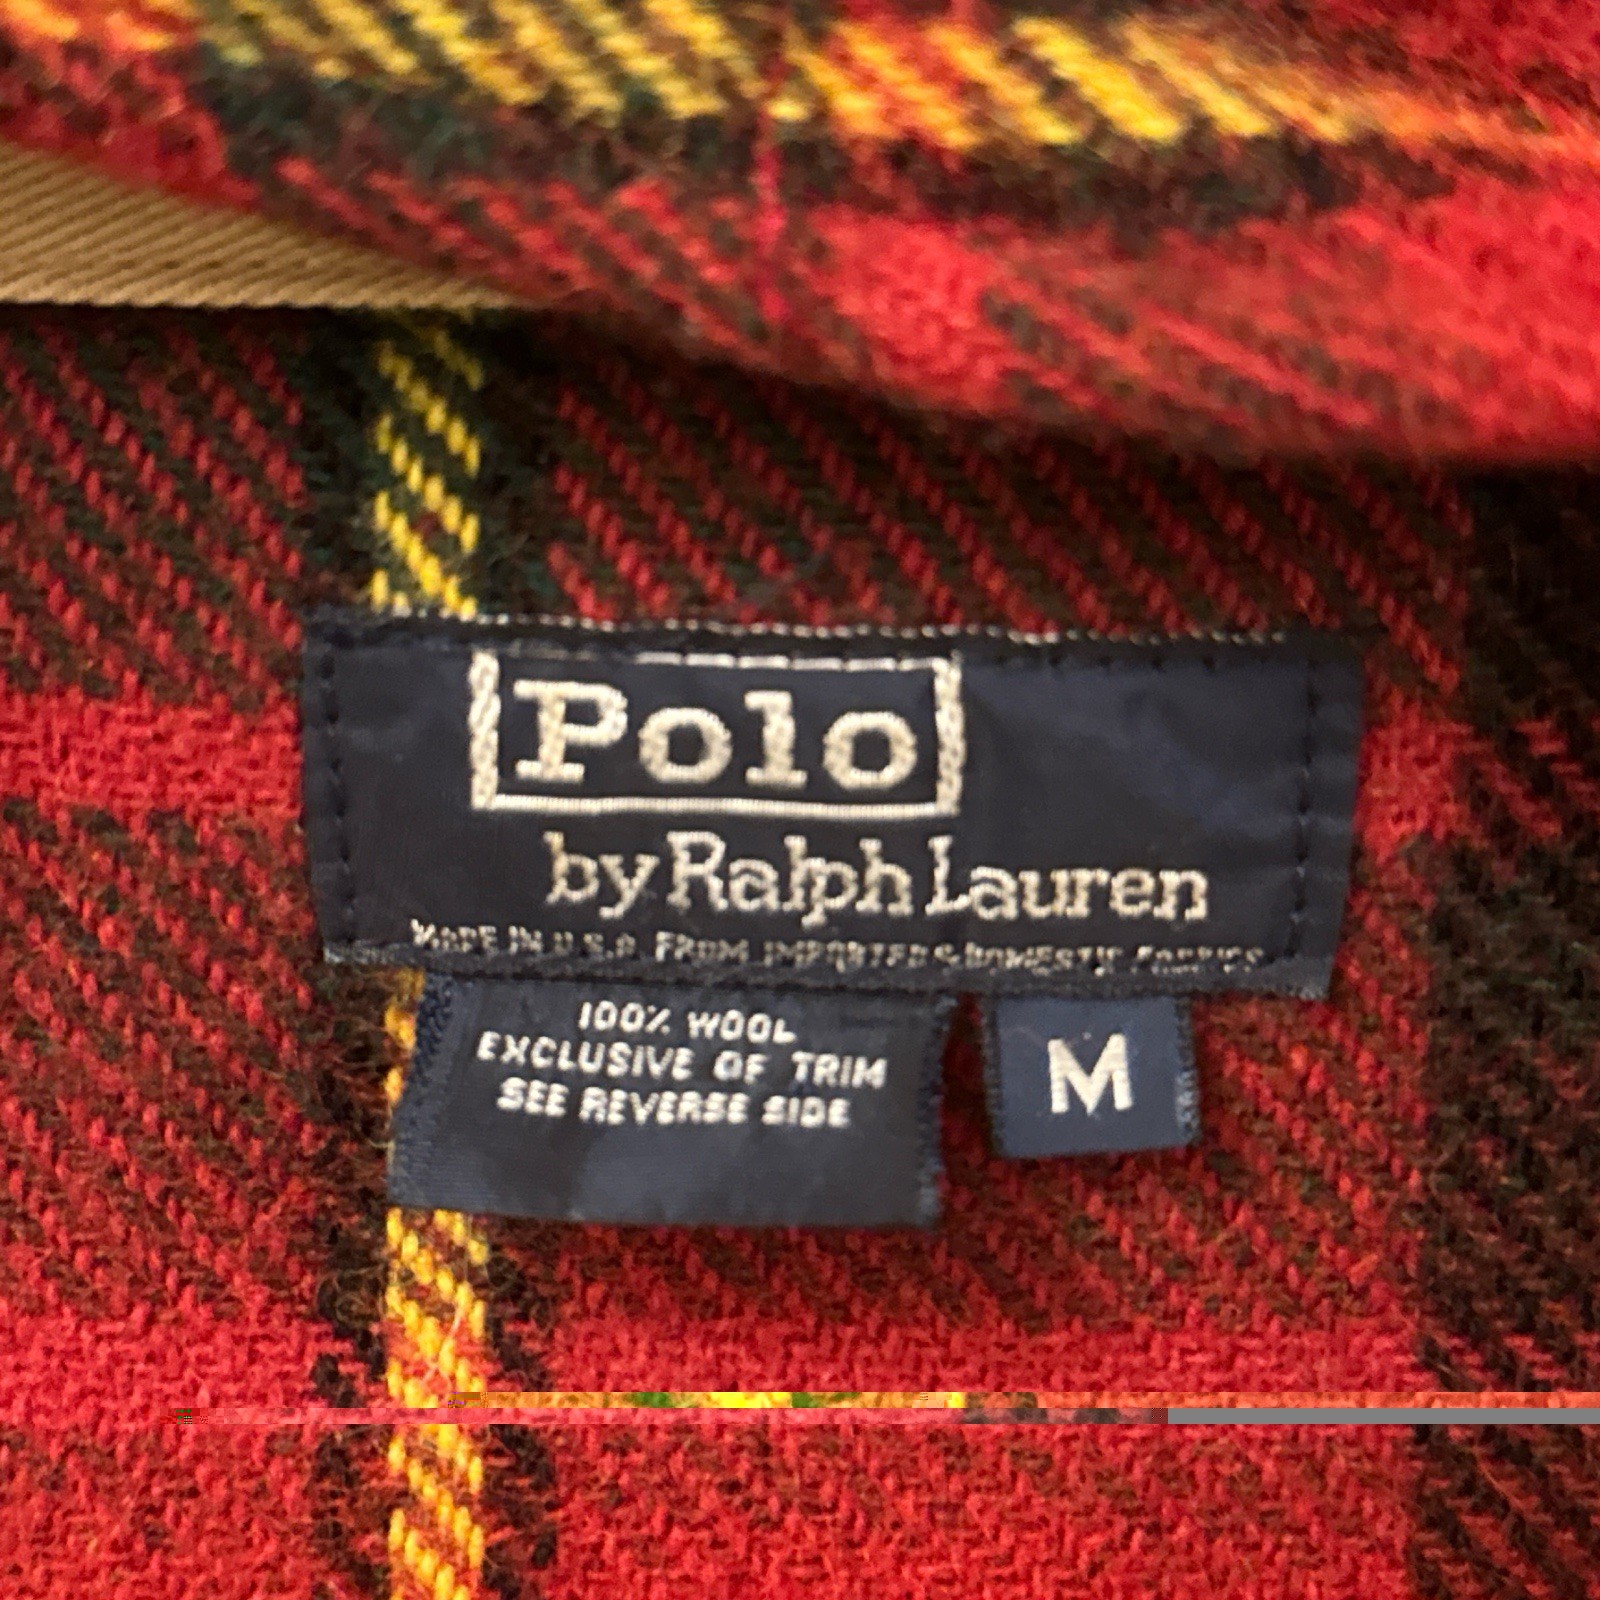 Polo
by Ralph Lauren
MADE IN U.S.A. FROM IMPORTED & DOMESTIC FABRICS
100% WOOL
EXCLUSIVE OF TRIM
SEE REVERSE SIDE
M